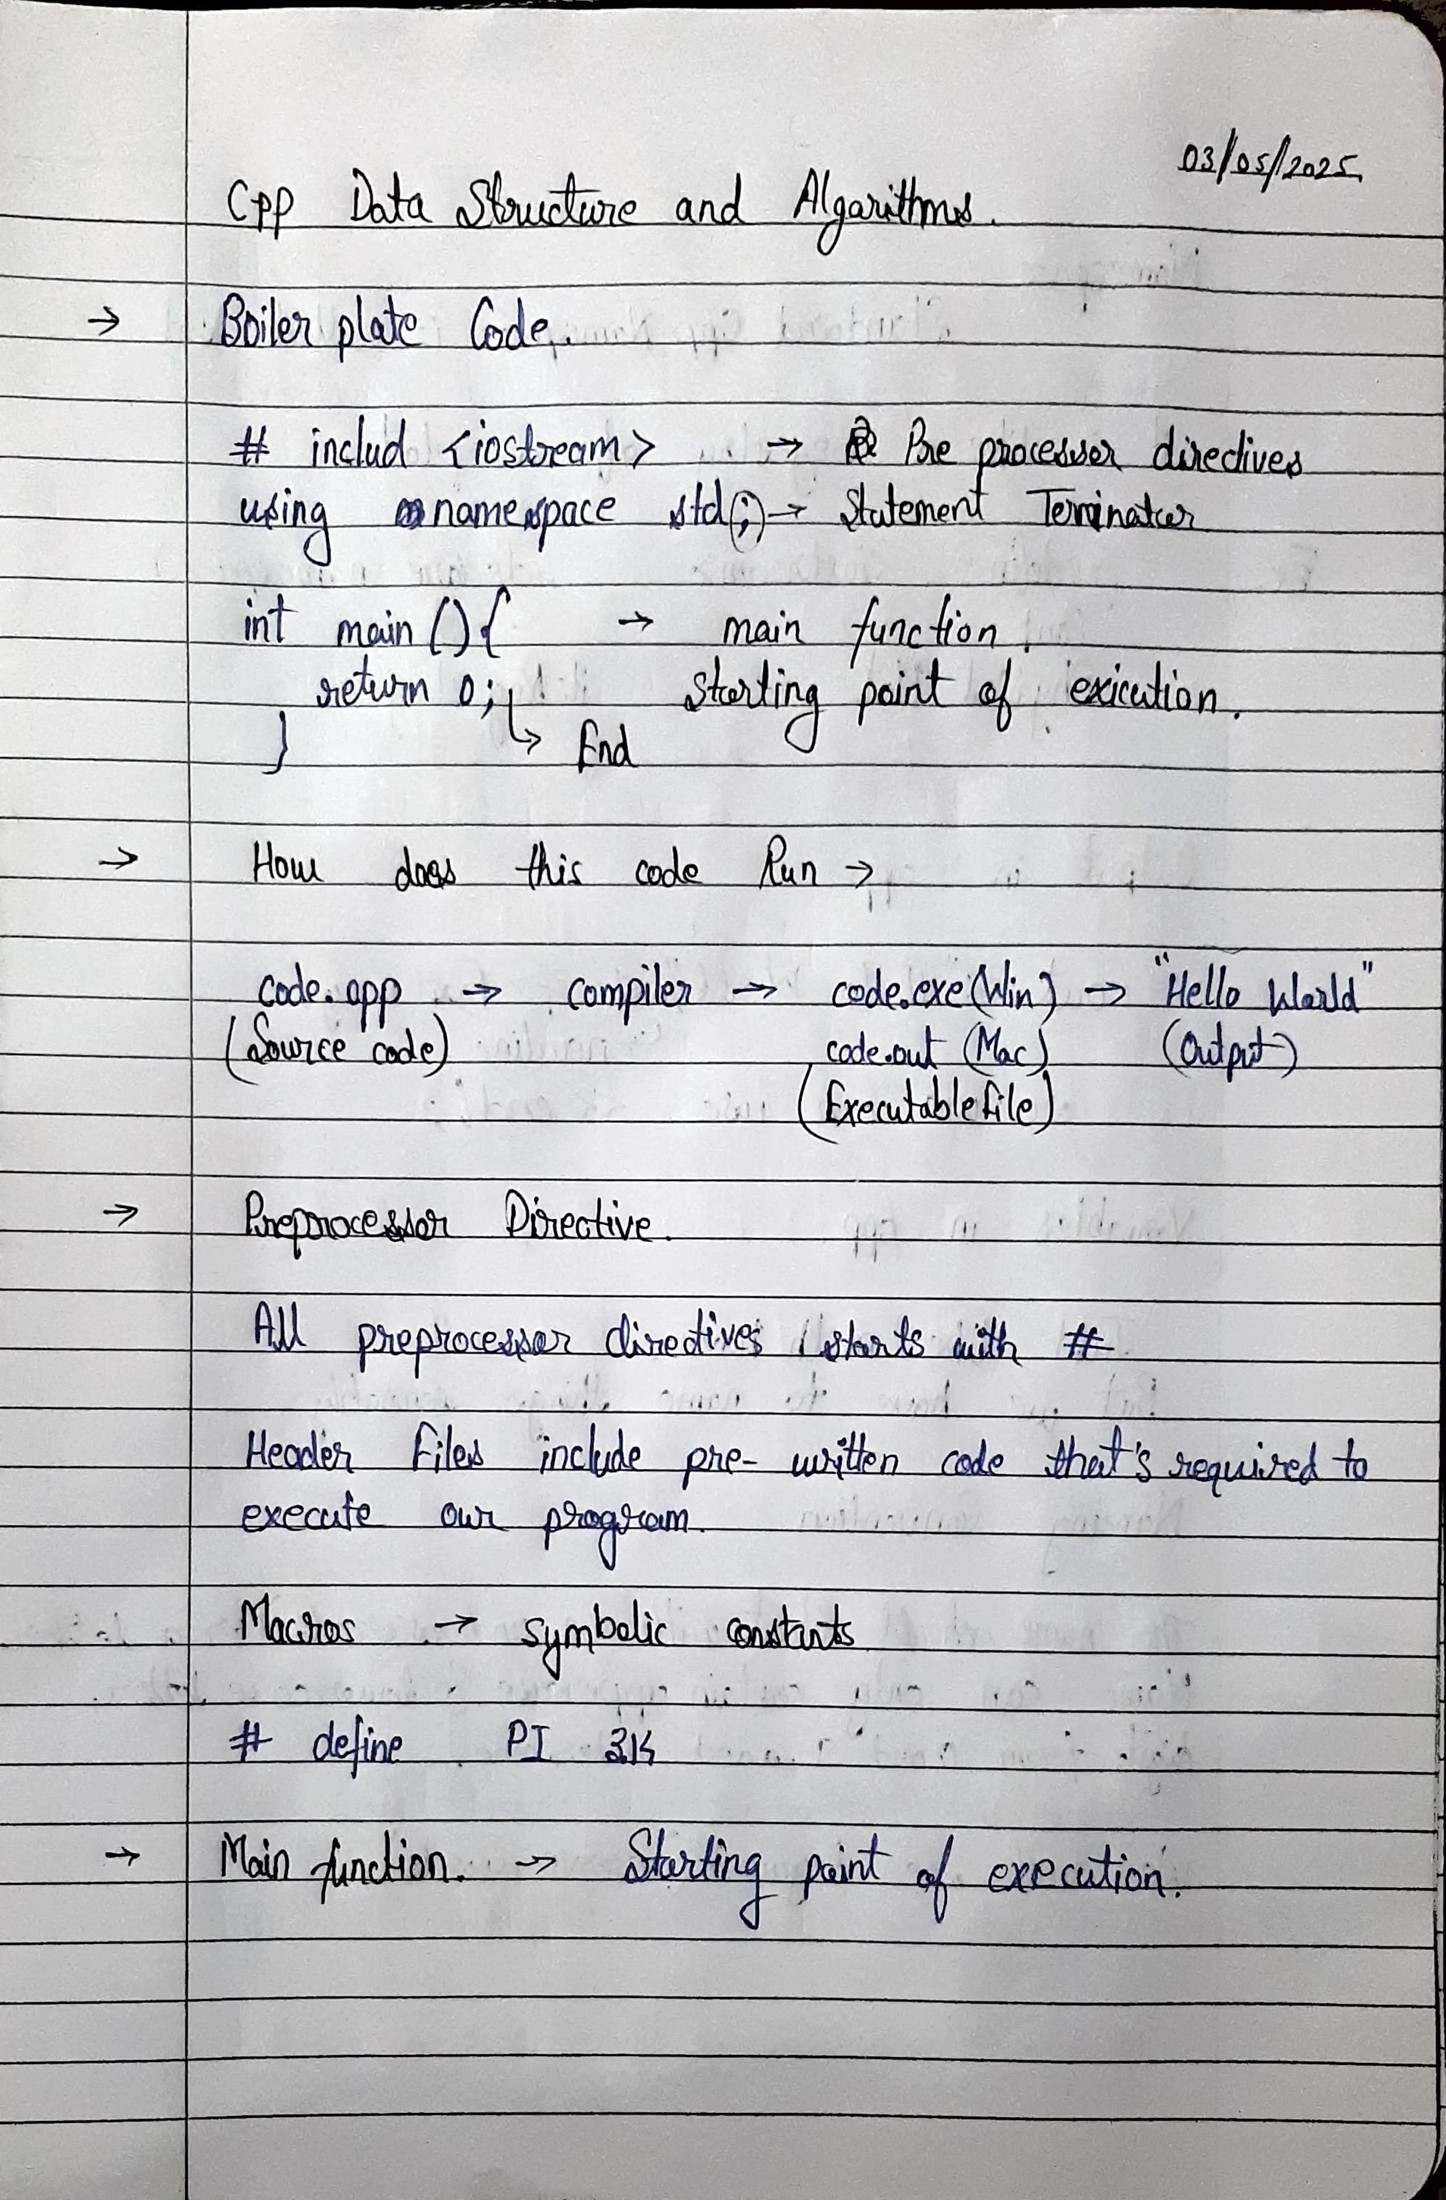 03/05/2025
Cpp Data Structure and Algorithms.
→ Boiler plate Code.
# includ <iostream> → Pre processor directives
using namespace std; → Statement Terminator
int main () { → main function.
return 0; Starting point of exicution.
} ↳ End
→ How does this code Run →
code.cpp → compiler → code.exe (Win) → "Hello World"
(Source code) code.out (Mac) (Output)
(Executable file)
→ Preprocessor Directive.
All preprocessor directives starts with #
Header Files include pre-written code that's required to
execute our program.
Macros → symbolic constants
# define PI 3.14
→ Main function. → Starting point of execution.